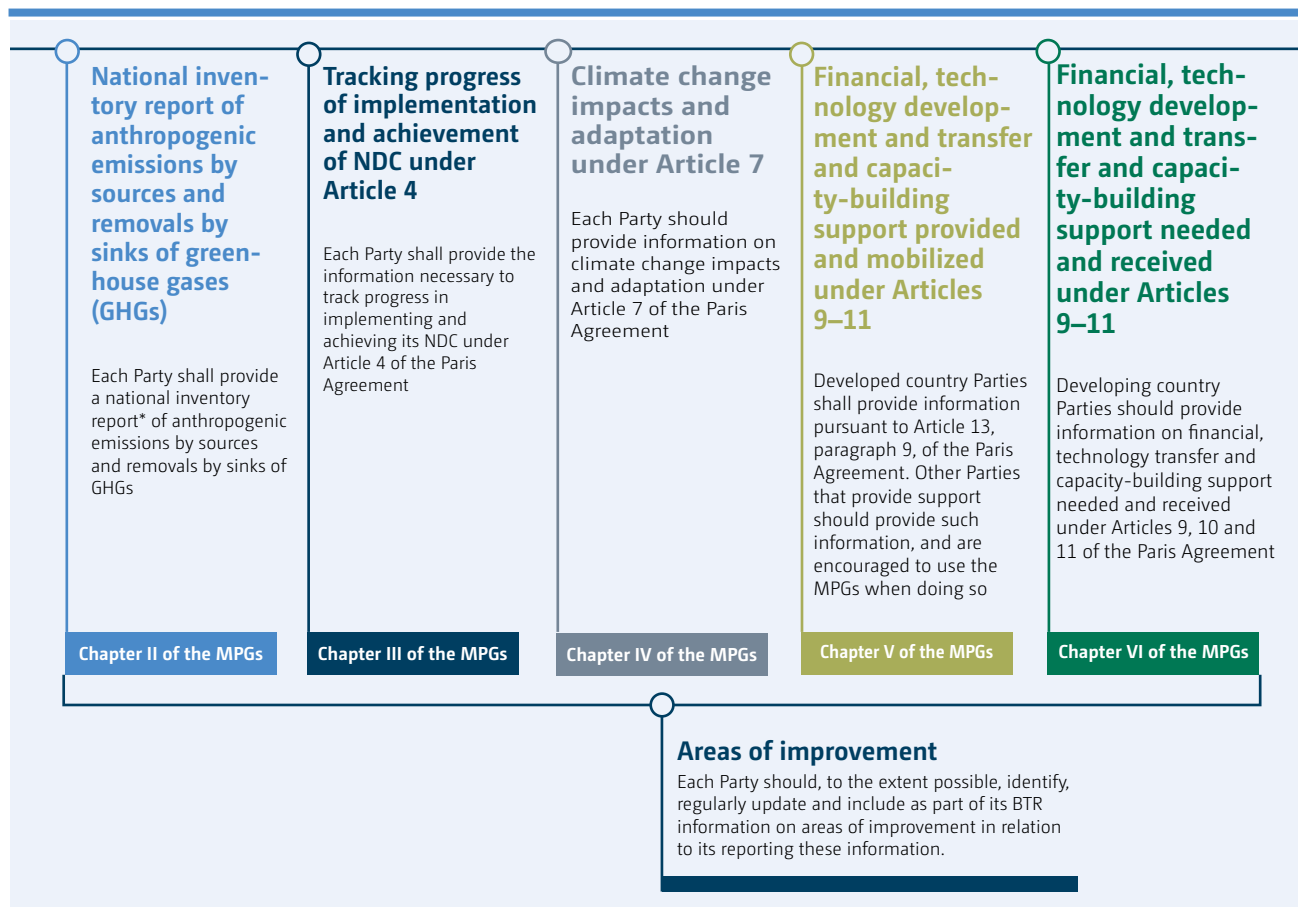 National inven-
tory report of
anthropogenic
emissions by
sources and
removals by
sinks of green-
house gases
(GHGs)
Each Party shall provide
a national inventory
report* of anthropogenic
emissions by sources
and removals by sinks of
GHGs
Chapter II of the MPGs
Tracking progress
of implementation
and achievement
of NDC under
Article 4
Each Party shall provide the
information necessary to
track progress in
implementing and
achieving its NDC under
Article 4 of the Paris
Agreement
Chapter III of the MPGs
Climate change
impacts and
adaptation
under Article 7
Each Party should
provide information on
climate change impacts
and adaptation under
Article 7 of the Paris
Agreement
Chapter IV of the MPGs
Financial, tech-
nology develop-
ment and transfer
and capaci-
ty-building
support provided
and mobilized
under Articles
9–11
Developed country Parties
shall provide information
pursuant to Article 13,
paragraph 9, of the Paris
Agreement. Other Parties
that provide support
should provide such
information, and are
encouraged to use the
MPGs when doing so
Chapter V of the MPGs
Financial, tech-
nology develop-
ment and trans-
fer and capaci-
ty-building
support needed
and received
under Articles
9–11
Developing country
Parties should provide
information on financial,
technology transfer and
capacity-building support
needed and received
under Articles 9, 10 and
11 of the Paris Agreement
Chapter VI of the MPGs
Areas of improvement
Each Party should, to the extent possible, identify,
regularly update and include as part of its BTR
information on areas of improvement in relation
to its reporting these information.